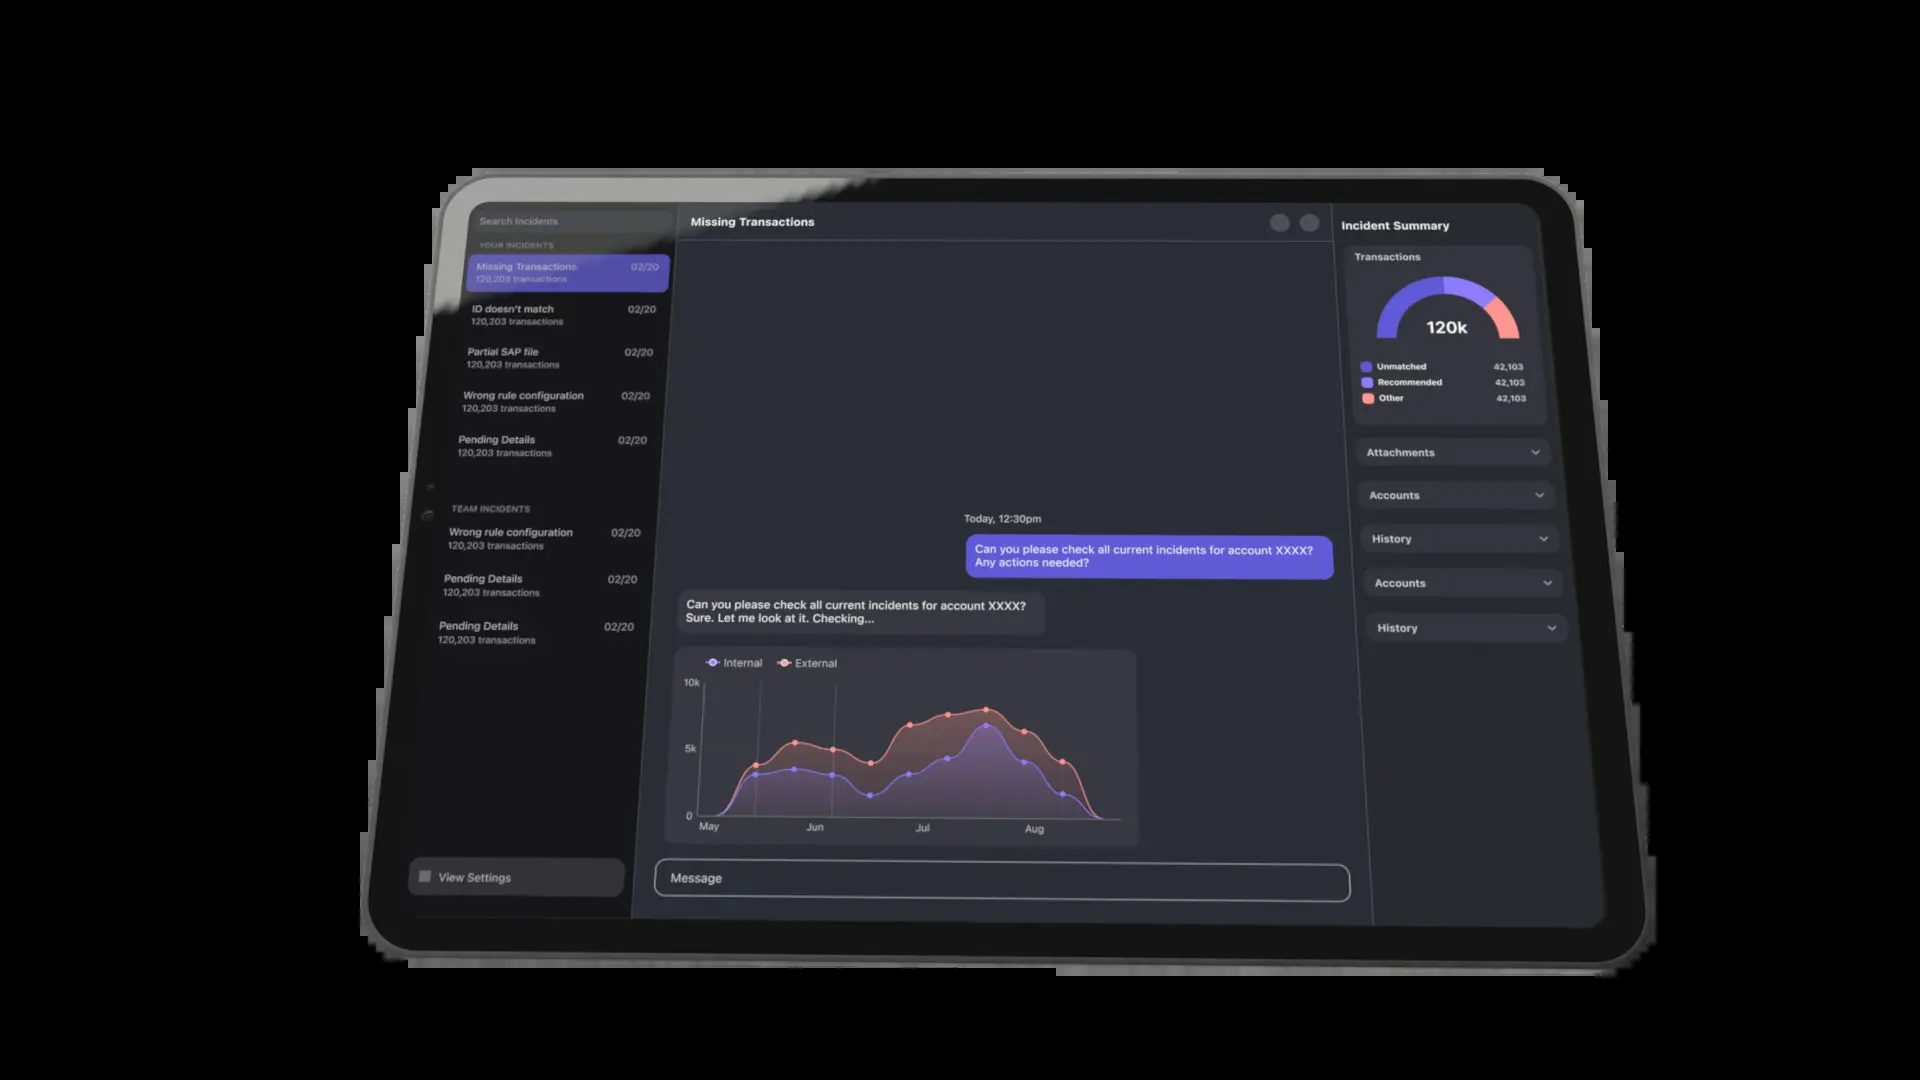 Search Incidents
YOUR INCIDENTS
Missing Transactions 02/20
120,203 transactions
ID doesn't match 02/20
120,203 transactions
Partial SAP file 02/20
120,203 transactions
Wrong rule configuration 02/20
120,203 transactions
Pending Details 02/20
120,203 transactions
TEAM INCIDENTS
Wrong rule configuration 02/20
120,203 transactions
Pending Details 02/20
120,203 transactions
Pending Details 02/20
120,203 transactions
View Settings
Missing Transactions
Today, 12:30pm
Can you please check all current incidents for account XXXX?
Any actions needed?
Can you please check all current incidents for account XXXX?
Sure. Let me look at it. Checking...
Internal External
10k
5k
0
May Jun Jul Aug
Message
Incident Summary
Transactions
120k
Unmatched 42,103
Recommended 42,103
Other 42,103
Attachments
Accounts
History
Accounts
History